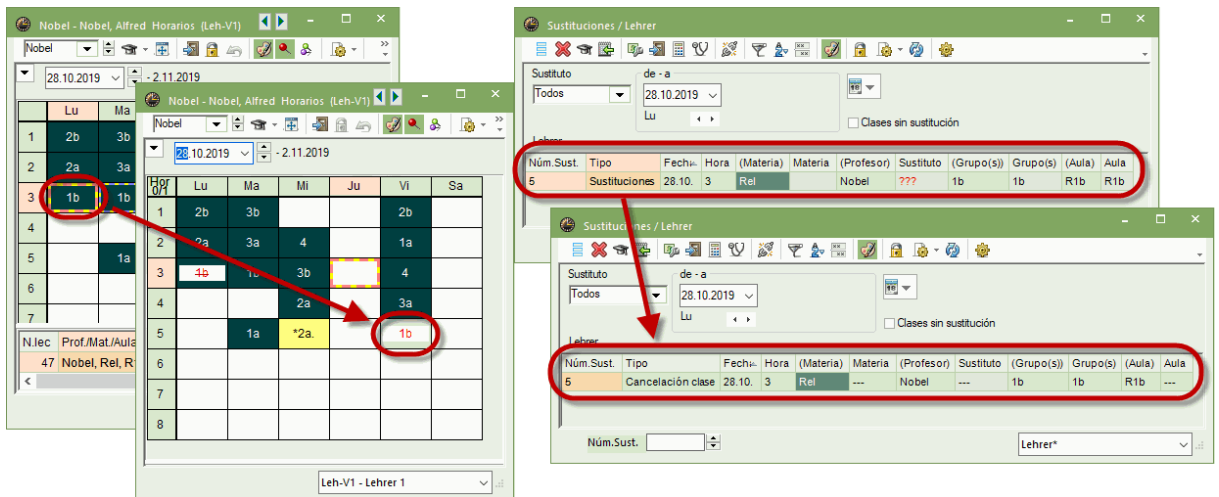 Nobel - Nobel, Alfred Horarios (Leh-V1)
Nobel
28.10.2019 - 2.11.2019
Lu Ma
1 2b 3b
2 2a 3a
3 1b 1b
4
5 1a
6
7
N.lec Prof./Mat./Aula
47 Nobel, Rel, R
Nobel - Nobel, Alfred Horarios (Leh-V1)
Nobel
28.10.2019 - 2.11.2019
Hor
0/1 Lu Ma Mi Ju Vi Sa
1 2b 3b 2b
2 2a 3a 4 1a
3 1b 1b 3b 4
4 2a 3a
5 1a *2a. 1b
6
7
8
Leh-V1 - Lehrer 1
Sustituciones / Lehrer
Sustituto de - a
Todos 28.10.2019
Lu
Clases sin sustitución
Lehrer
Núm.Sust. Tipo Fech Hora (Materia) Materia (Profesor) Sustituto (Grupo(s)) Grupo(s) (Aula) Aula
5 Sustituciones 28.10. 3 Rel Nobel ??? 1b 1b R1b R1b
Sustituciones / Lehrer
Sustituto de - a
Todos 28.10.2019
Lu
Clases sin sustitución
Lehrer
Núm.Sust. Tipo Fech Hora (Materia) Materia (Profesor) Sustituto (Grupo(s)) Grupo(s) (Aula) Aula
5 Cancelación clase 28.10. 3 Rel --- Nobel --- 1b 1b R1b ---
Núm.Sust.
Lehrer*